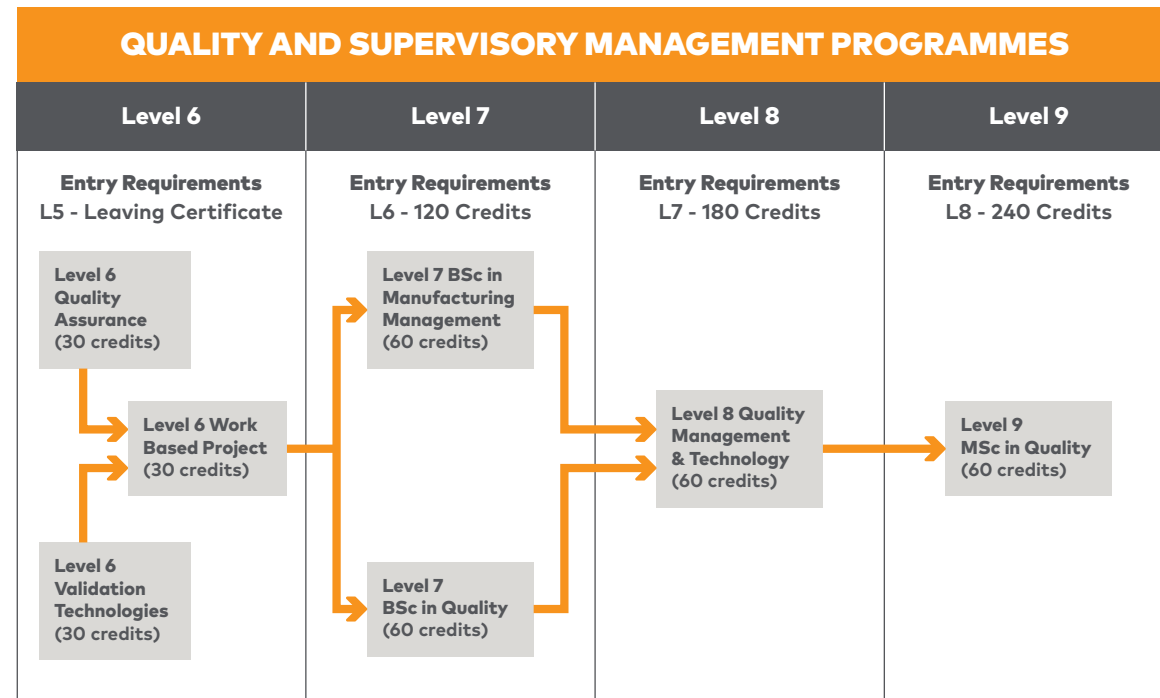 QUALITY AND SUPERVISORY MANAGEMENT PROGRAMMES
Level 6
Level 7
Level 8
Level 9
Entry Requirements
L5 - Leaving Certificate
Entry Requirements
L6 - 120 Credits
Entry Requirements
L7 - 180 Credits
Entry Requirements
L8 - 240 Credits
Level 6
Quality
Assurance
(30 credits)
Level 6 Work
Based Project
(30 credits)
Level 6
Validation
Technologies
(30 credits)
Level 7 BSc in
Manufacturing
Management
(60 credits)
Level 7
BSc in Quality
(60 credits)
Level 8 Quality
Management
& Technology
(60 credits)
Level 9
MSc in Quality
(60 credits)